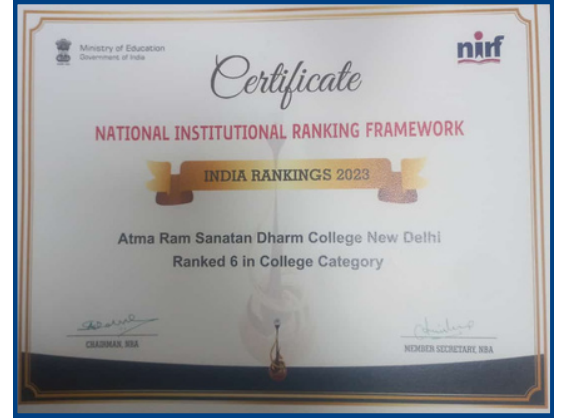 Ministry of Education
Government of India
nirf
Certificate
NATIONAL INSTITUTIONAL RANKING FRAMEWORK
INDIA RANKINGS 2023
Atma Ram Sanatan Dharm College New Delhi
Ranked 6 in College Category
CHAIRMAN, NBA
MEMBER SECRETARY, NBA